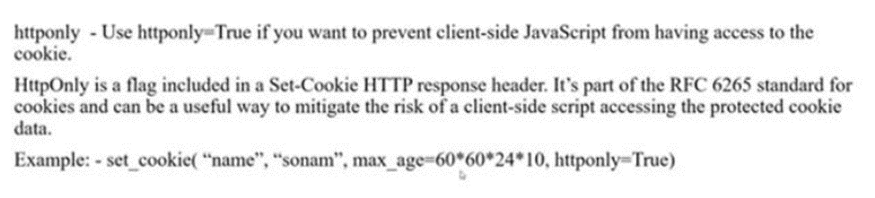 httponly - Use httponly=True if you want to prevent client-side JavaScript from having access to the
cookie.
HttpOnly is a flag included in a Set-Cookie HTTP response header. It's part of the RFC 6265 standard for
cookies and can be a useful way to mitigate the risk of a client-side script accessing the protected cookie
data.
Example: - set_cookie( “name”, “sonam”, max_age=60*60*24*10, httponly=True)